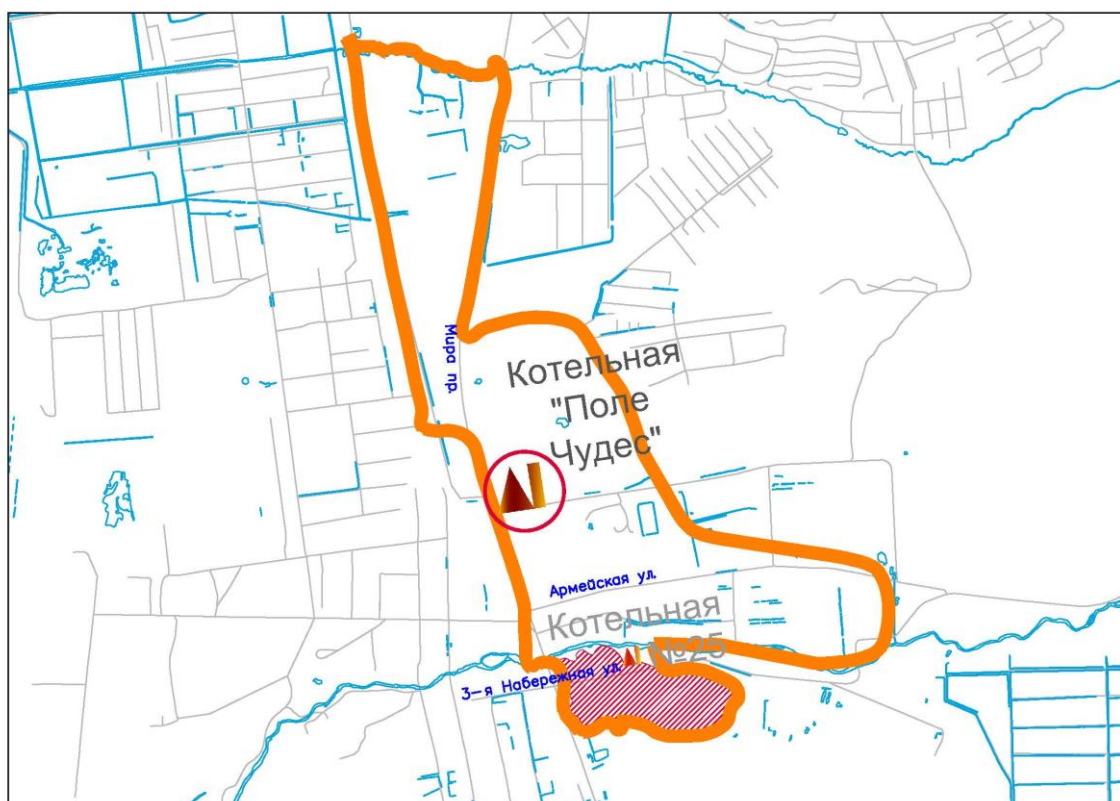 Мира пр.
Котельная
"Поле
Чудес"
Армейская ул.
Котельная
№25
3-я Набережная ул.